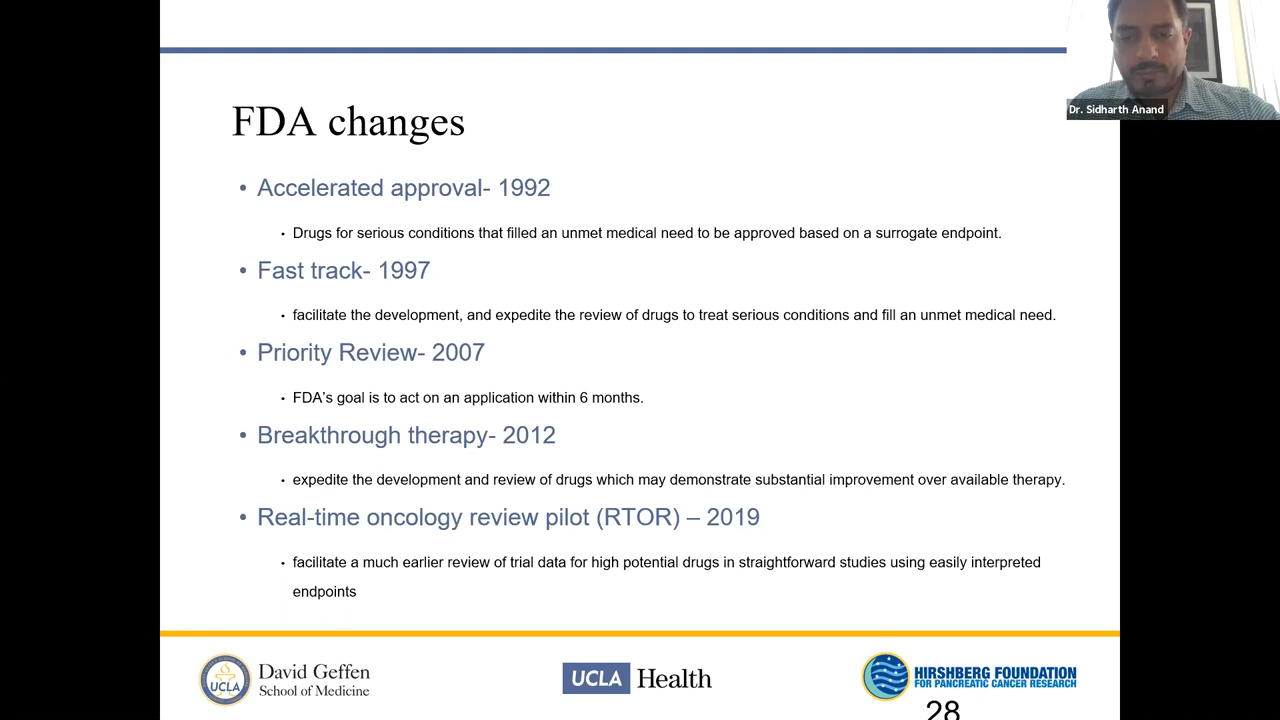 Dr. Sidharth Anand
FDA changes
• Accelerated approval- 1992
• Drugs for serious conditions that filled an unmet medical need to be approved based on a surrogate endpoint.
• Fast track- 1997
• facilitate the development, and expedite the review of drugs to treat serious conditions and fill an unmet medical need.
• Priority Review- 2007
• FDA’s goal is to act on an application within 6 months.
• Breakthrough therapy- 2012
• expedite the development and review of drugs which may demonstrate substantial improvement over available therapy.
• Real-time oncology review pilot (RTOR) – 2019
• facilitate a much earlier review of trial data for high potential drugs in straightforward studies using easily interpreted
endpoints
UCLA
David Geffen
School of Medicine
UCLA Health
HIRSHBERG FOUNDATION
FOR PANCREATIC CANCER RESEARCH
28